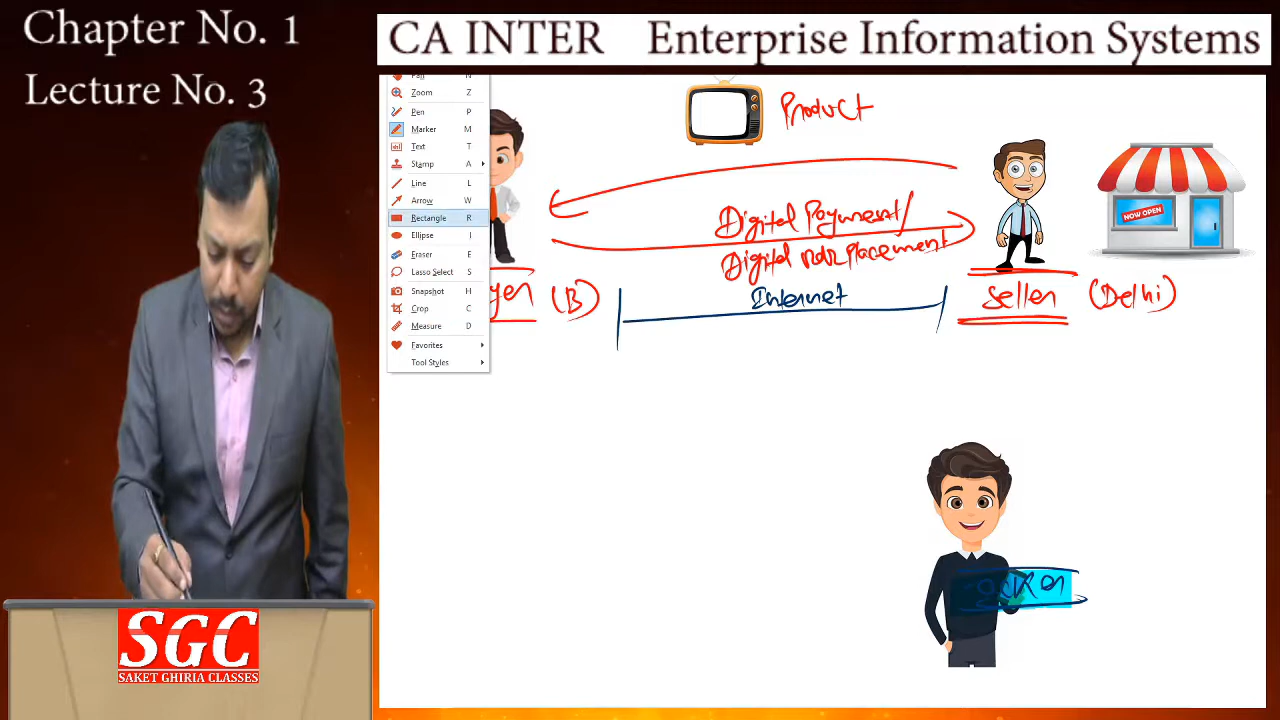 Chapter No. 1
Lecture No. 3
CA INTER Enterprise Information Systems
Zoom Z
Pen P
Marker M
Text T
Stamp A
Line L
Arrow W
Rectangle R
Ellipse I
Eraser E
Lasso Select S
Snapshot H
Crop C
Measure D
Favorites
Tool Styles
Product
NOW OPEN
Digital Payment/
Digital placement
Internet
(B)
Seller (Delhi)
SGC
SAKET GHIRIA CLASSES